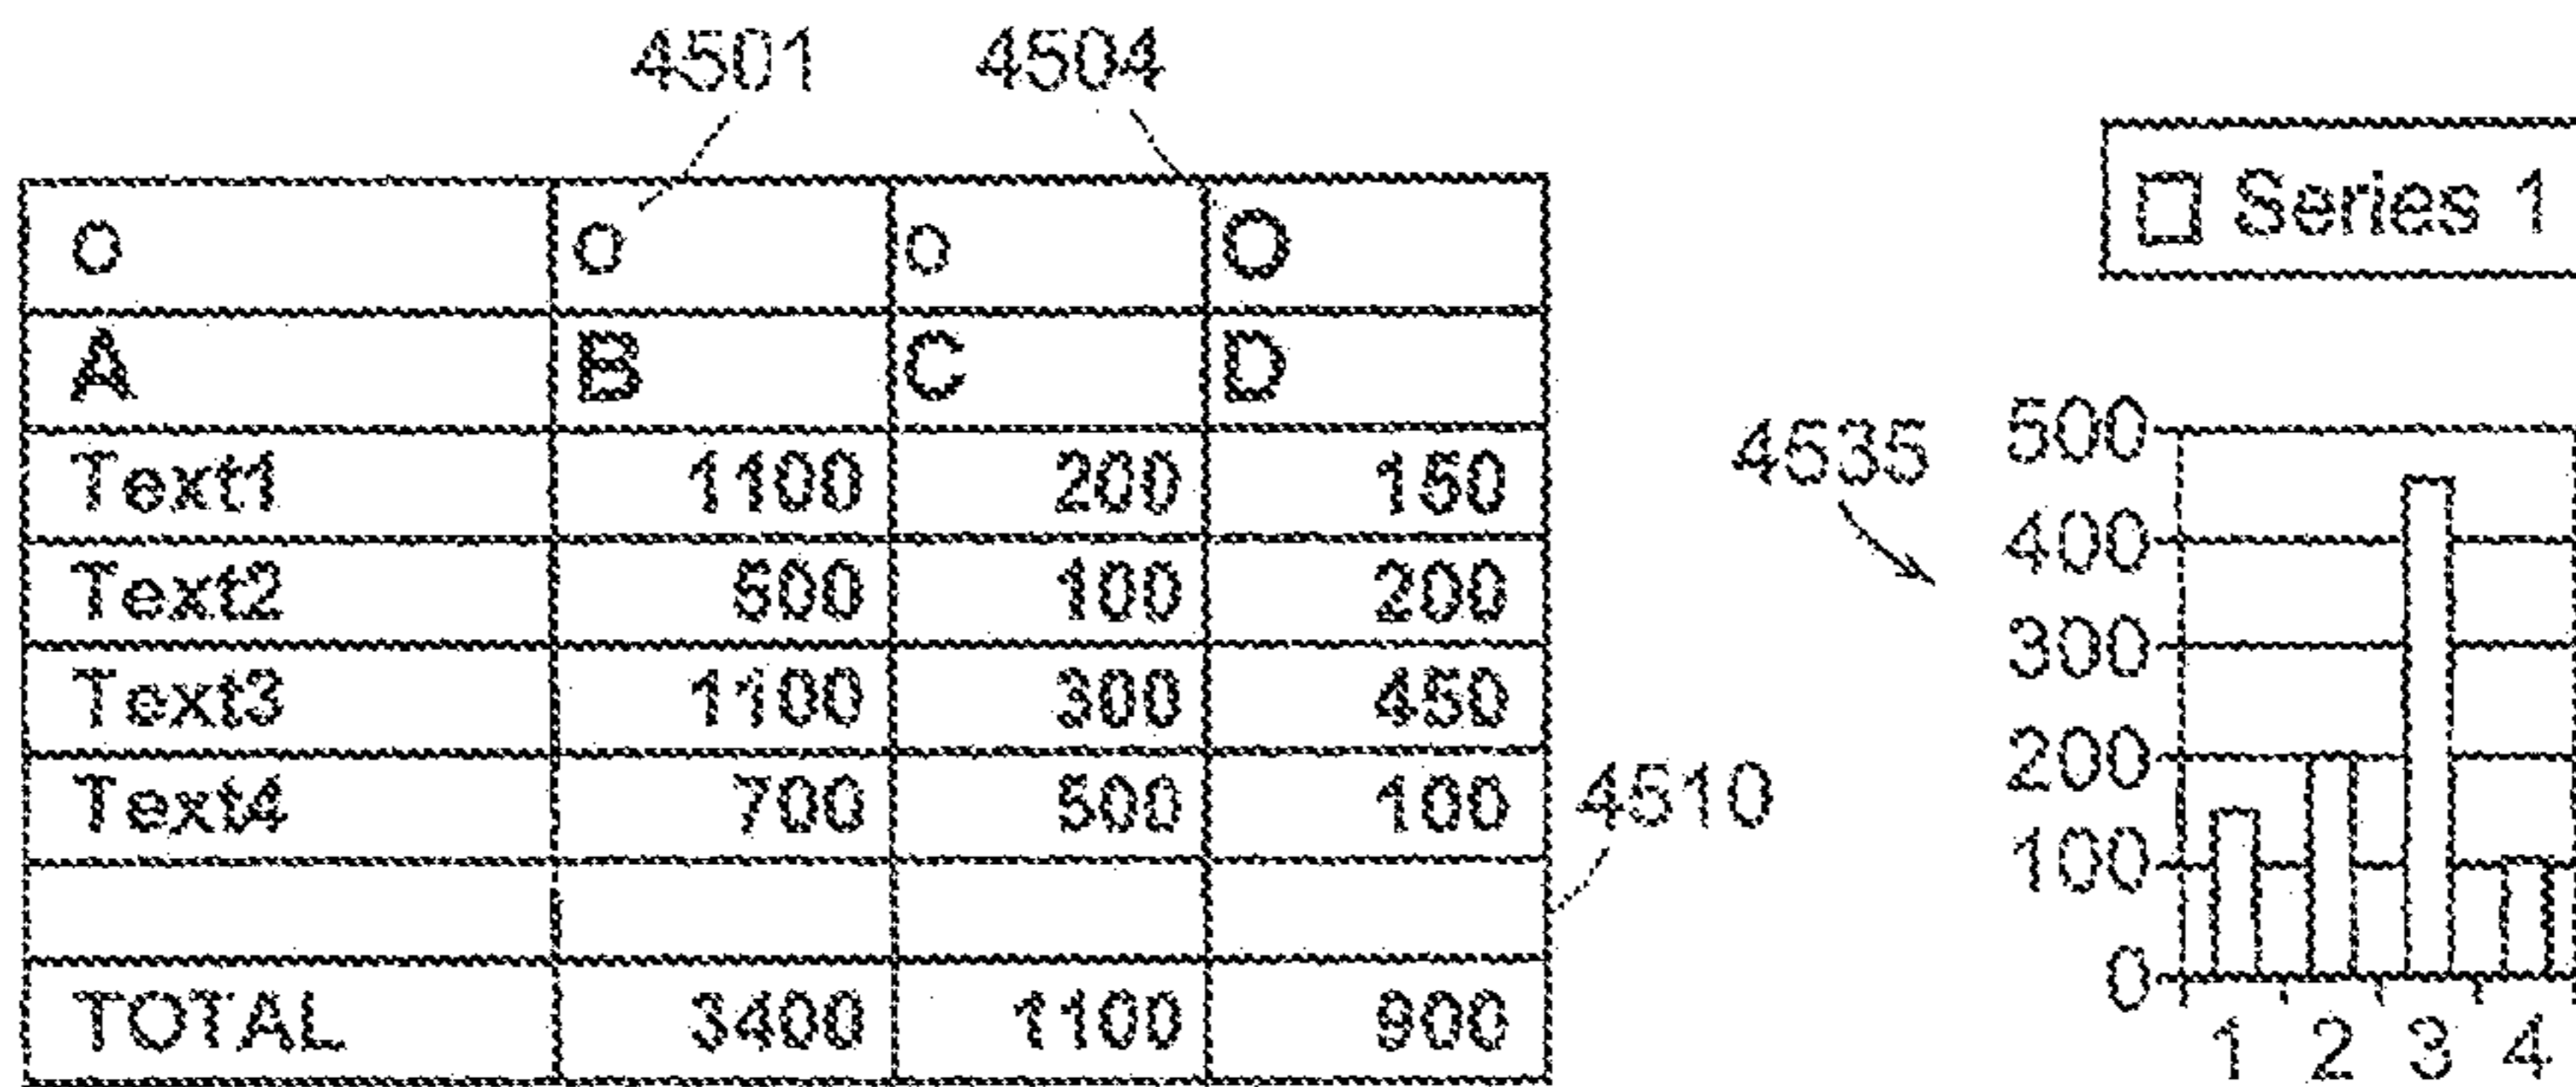 4501 4504
O O O O
A B C D
Text1 1100 200 150
Text2 500 100 200
Text3 1100 300 450
Text4 700 500 100
TOTAL 3400 1100 900
4510
Series 1
4535
500
400
300
200
100
0
1 2 3 4